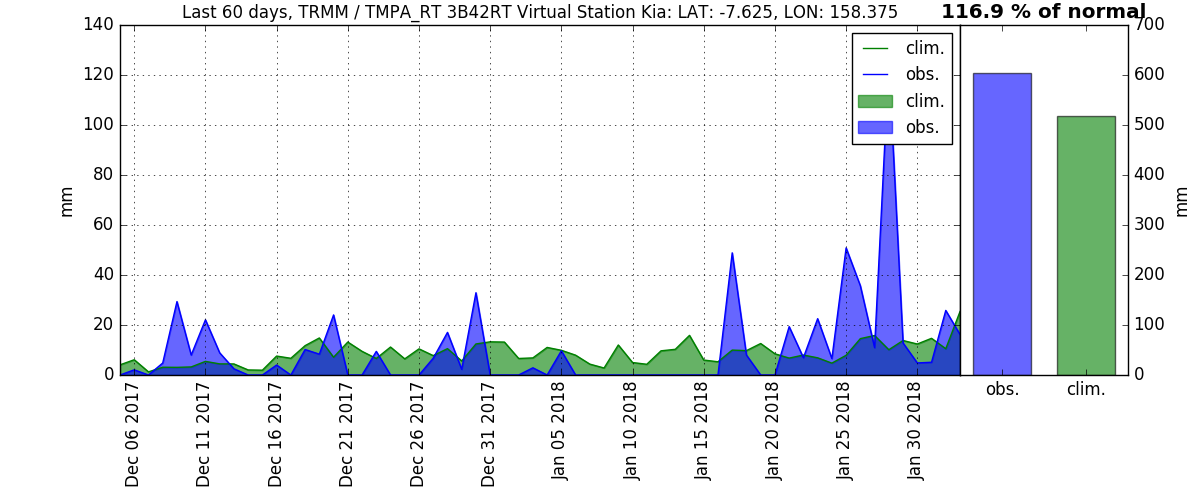 Last 60 days, TRMM / TMPA_RT 3B42RT Virtual Station Kia: LAT: -7.625, LON: 158.375
116.9 % of normal
140
120
100
80
60
40
20
0
mm
clim.
obs.
clim.
obs.
700
600
500
400
300
200
100
0
mm
Dec 06 2017
Dec 11 2017
Dec 16 2017
Dec 21 2017
Dec 26 2017
Dec 31 2017
Jan 05 2018
Jan 10 2018
Jan 15 2018
Jan 20 2018
Jan 25 2018
Jan 30 2018
obs.
clim.